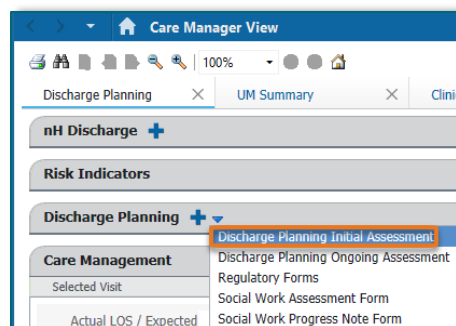 Care Manager View
100%
Discharge Planning
UM Summary
Clini
nH Discharge
Risk Indicators
Discharge Planning
Discharge Planning Initial Assessment
Discharge Planning Ongoing Assessment
Regulatory Forms
Social Work Assessment Form
Social Work Progress Note Form
Care Management
Selected Visit
Actual LOS / Expected